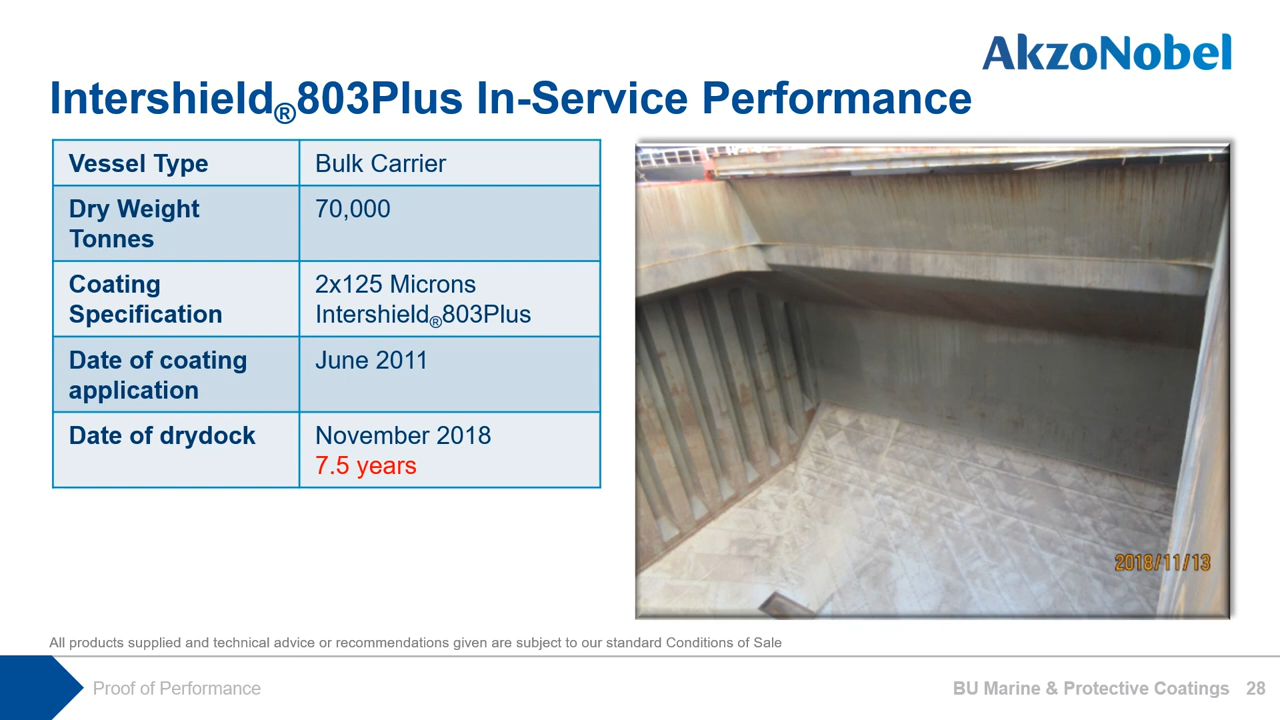 AkzoNobel
Intershield®803Plus In-Service Performance
Vessel Type
Bulk Carrier
Dry Weight
Tonnes
70,000
Coating
Specification
2x125 Microns
Intershield®803Plus
Date of coating
application
June 2011
Date of drydock
November 2018
7.5 years
2018/11/13
All products supplied and technical advice or recommendations given are subject to our standard Conditions of Sale
Proof of Performance
BU Marine & Protective Coatings 28